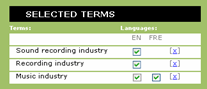 SELECTED TERMS
Terms: Languages:
EN FRE
Sound recording industry [x]
Recording industry [x]
Music industry [x]